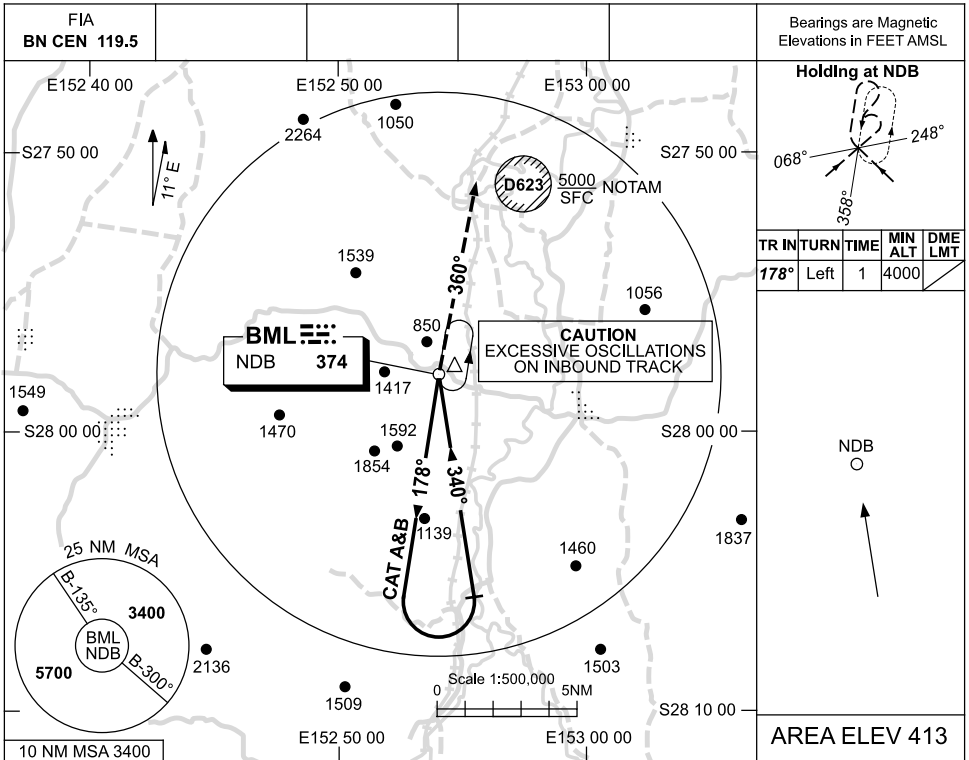 FIA
BN CEN 119.5
Bearings are Magnetic
Elevations in FEET AMSL
E152 40 00
E152 50 00
E153 00 00
2264
1050
S27 50 00
S27 50 00
11° E
D623
5000
SFC
NOTAM
1539
360°
1056
850
BML
NDB 374
CAUTION
EXCESSIVE OSCILLATIONS
ON INBOUND TRACK
1417
1549
1470
S28 00 00
S28 00 00
1592
1854
178°
340°
1139
CAT A&B
1460
1837
25 NM MSA
B-135°
3400
BML
NDB
5700
B-300°
2136
1503
1509
Scale 1:500,000
0
5NM
S28 10 00
E152 50 00
E153 00 00
10 NM MSA 3400
Holding at NDB
068°
248°
358°
TR IN TURN TIME MIN ALT DME LMT
178° Left 1 4000
NDB
AREA ELEV 413